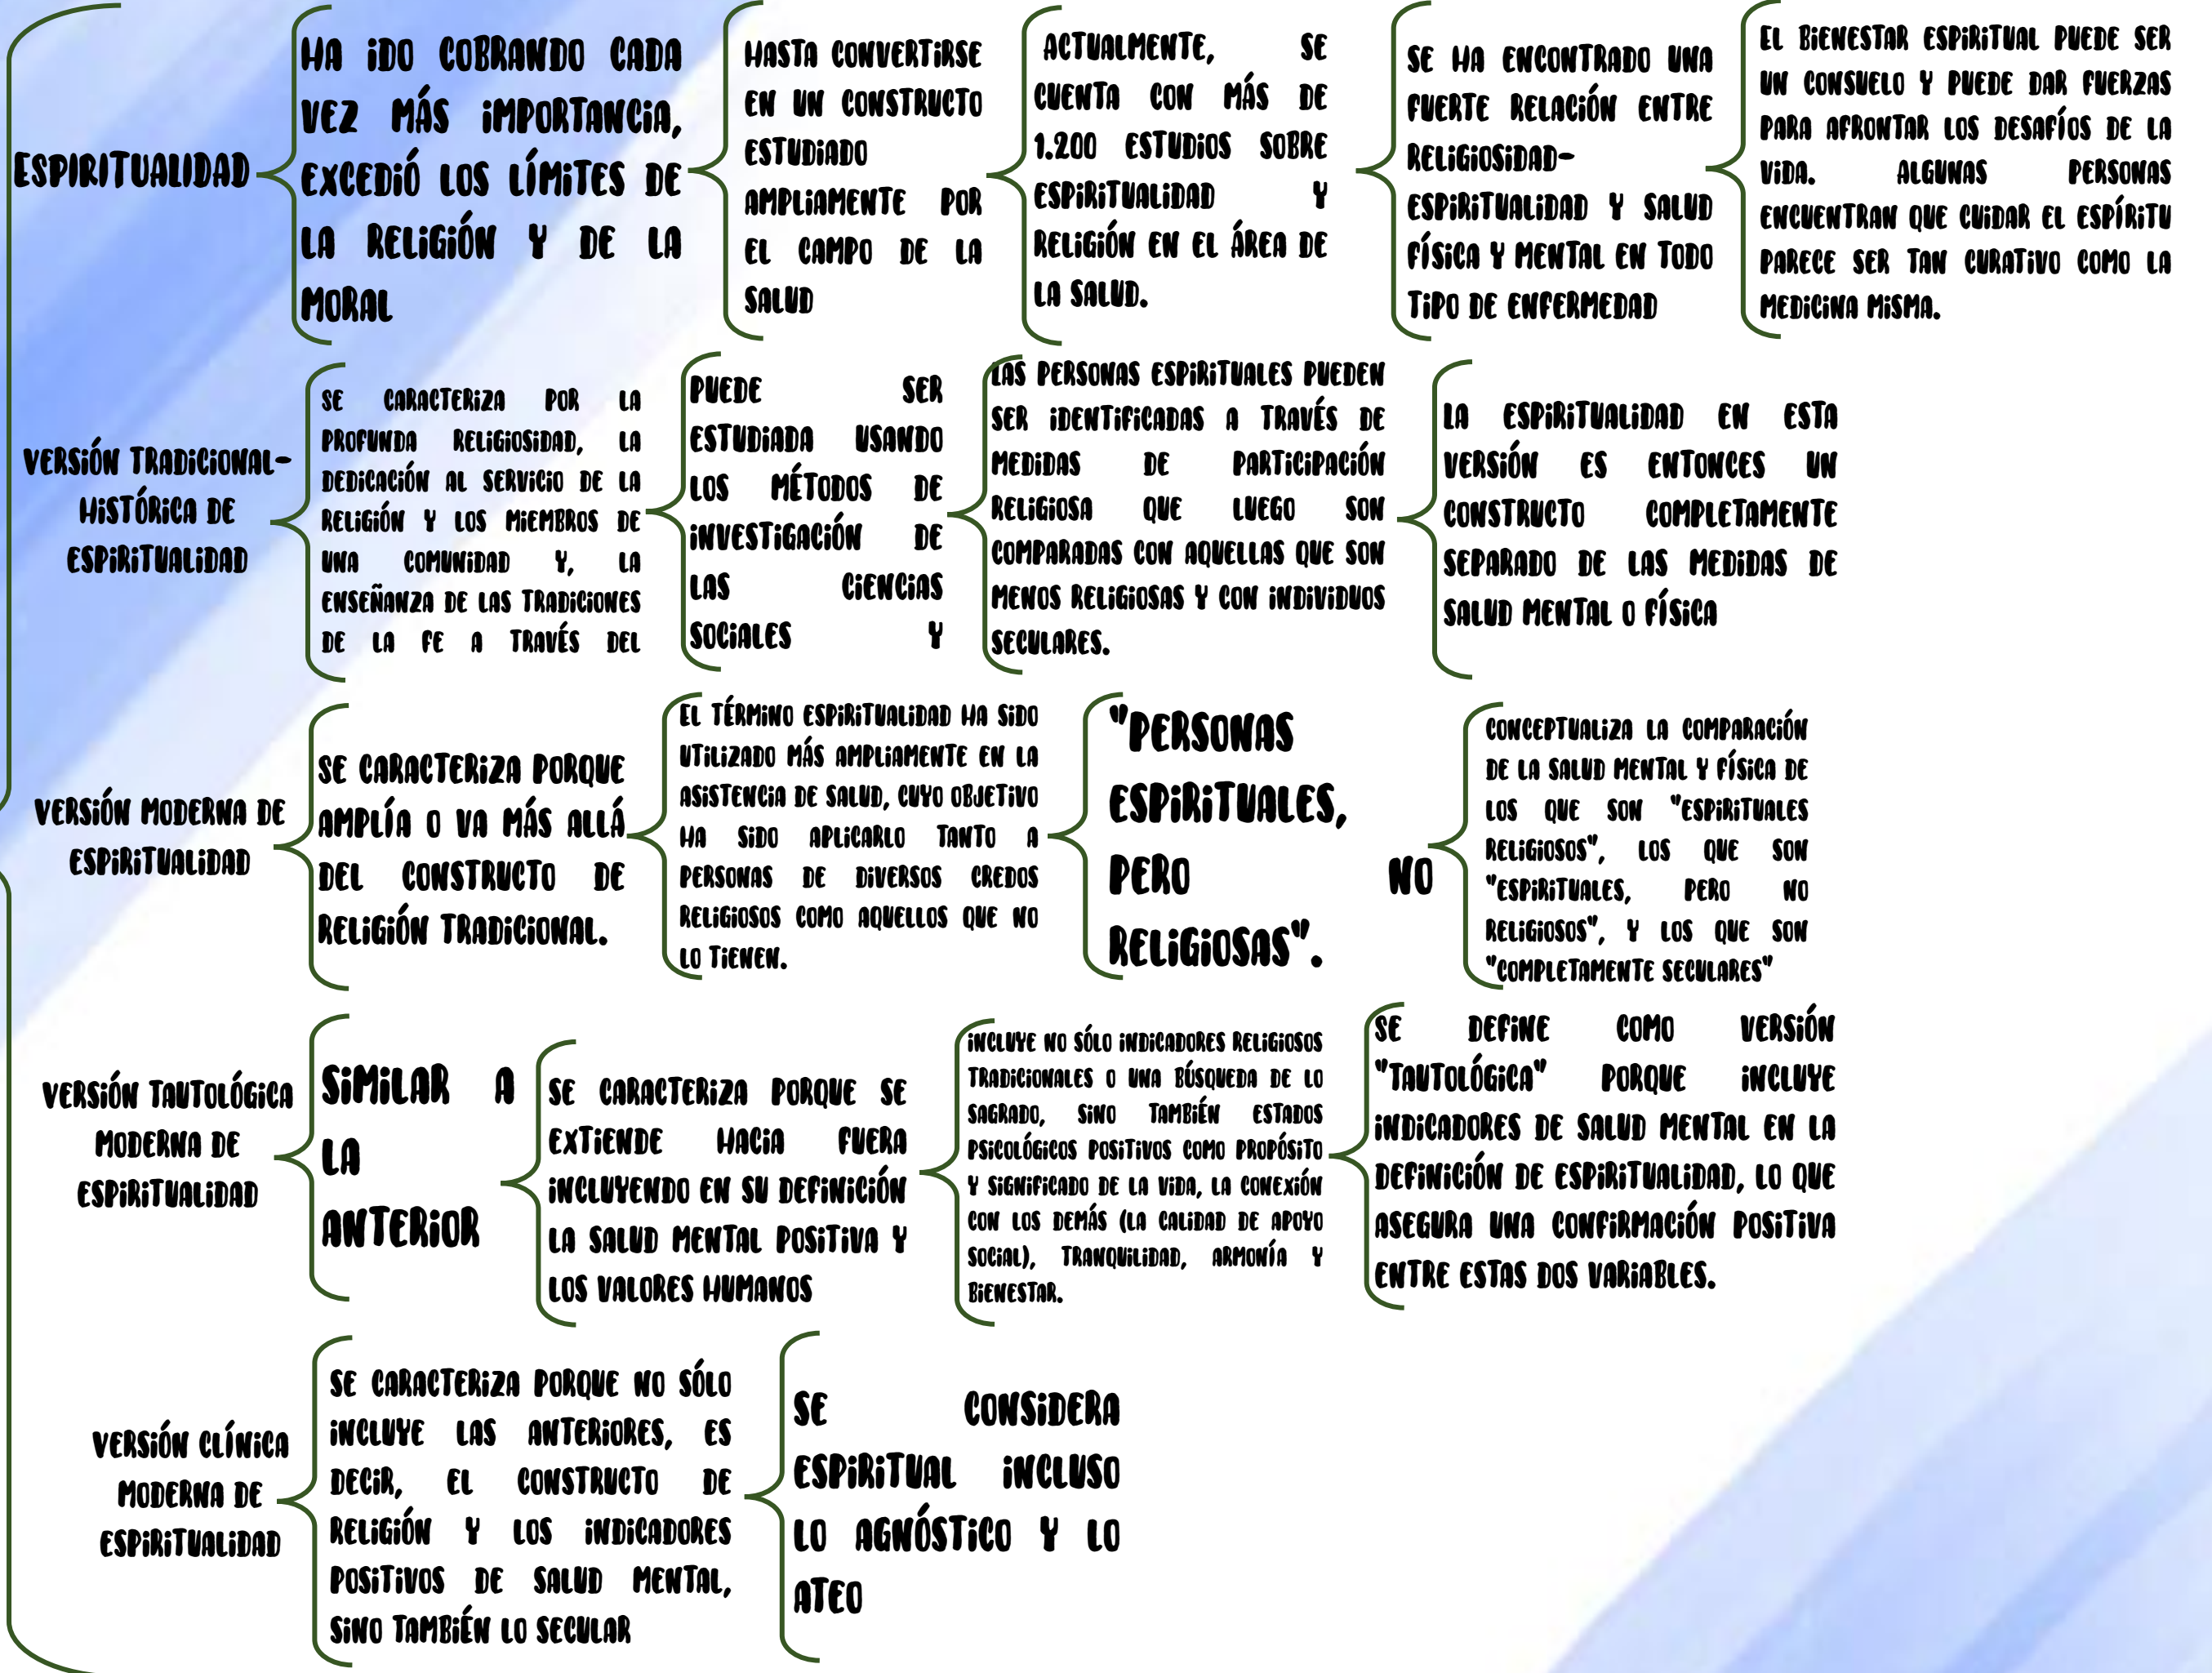 ESPIRITUALIDAD
HA IDO COBRANDO CADA
VEZ MÁS IMPORTANCIA,
EXCEDIÓ LOS LÍMITES DE
LA RELIGIÓN Y DE LA
MORAL
HASTA CONVERTIRSE
EN UN CONSTRUCTO
ESTUDIADO
AMPLIAMENTE POR
EL CAMPO DE LA
SALUD
ACTUALMENTE, SE
CUENTA CON MÁS DE
1.200 ESTUDIOS SOBRE
ESPIRITUALIDAD Y
RELIGIÓN EN EL ÁREA DE
LA SALUD.
SE HA ENCONTRADO UNA
FUERTE RELACIÓN ENTRE
RELIGIOSIDAD-
ESPIRITUALIDAD Y SALUD
FÍSICA Y MENTAL EN TODO
TIPO DE ENFERMEDAD
EL BIENESTAR ESPIRITUAL PUEDE SER
UN CONSUELO Y PUEDE DAR FUERZAS
PARA AFRONTAR LOS DESAFÍOS DE LA
VIDA. ALGUNAS PERSONAS
ENCUENTRAN QUE CUIDAR EL ESPÍRITU
PARECE SER TAN CURATIVO COMO LA
MEDICINA MISMA.
VERSIÓN TRADICIONAL-
HISTÓRICA DE
ESPIRITUALIDAD
SE CARACTERIZA POR LA
PROFUNDA RELIGIOSIDAD, LA
DEDICACIÓN AL SERVICIO DE LA
RELIGIÓN Y LOS MIEMBROS DE
UNA COMUNIDAD Y, LA
ENSEÑANZA DE LAS TRADICIONES
DE LA FE A TRAVÉS DEL
PUEDE SER
ESTUDIADA USANDO
LOS MÉTODOS DE
INVESTIGACIÓN DE
LAS CIENCIAS
SOCIALES Y
LAS PERSONAS ESPIRITUALES PUEDEN
SER IDENTIFICADAS A TRAVÉS DE
MEDIDAS DE PARTICIPACIÓN
RELIGIOSA QUE LUEGO SON
COMPARADAS CON AQUELLAS QUE SON
MENOS RELIGIOSAS Y CON INDIVIDUOS
SECULARES.
LA ESPIRITUALIDAD EN ESTA
VERSIÓN ES ENTONCES UN
CONSTRUCTO COMPLETAMENTE
SEPARADO DE LAS MEDIDAS DE
SALUD MENTAL O FÍSICA
VERSIÓN MODERNA DE
ESPIRITUALIDAD
SE CARACTERIZA PORQUE
AMPLÍA O VA MÁS ALLÁ
DEL CONSTRUCTO DE
RELIGIÓN TRADICIONAL.
EL TÉRMINO ESPIRITUALIDAD HA SIDO
UTILIZADO MÁS AMPLIAMENTE EN LA
ASISTENCIA DE SALUD, CUYO OBJETIVO
HA SIDO APLICARLO TANTO A
PERSONAS DE DIVERSOS CREDOS
RELIGIOSOS COMO AQUELLOS QUE NO
LO TIENEN.
"PERSONAS
ESPIRITUALES,
PERO NO
RELIGIOSAS".
CONCEPTUALIZA LA COMPARACIÓN
DE LA SALUD MENTAL Y FÍSICA DE
LOS QUE SON "ESPIRITUALES
RELIGIOSOS", LOS QUE SON
"ESPIRITUALES, PERO NO
RELIGIOSOS", Y LOS QUE SON
"COMPLETAMENTE SECULARES"
VERSIÓN TAUTOLÓGICA
MODERNA DE
ESPIRITUALIDAD
SIMILAR A
LA
ANTERIOR
SE CARACTERIZA PORQUE SE
EXTIENDE HACIA FUERA
INCLUYENDO EN SU DEFINICIÓN
LA SALUD MENTAL POSITIVA Y
LOS VALORES HUMANOS
INCLUYE NO SÓLO INDICADORES RELIGIOSOS
TRADICIONALES O UNA BÚSQUEDA DE LO
SAGRADO, SINO TAMBIÉN ESTADOS
PSICOLÓGICOS POSITIVOS COMO PROPÓSITO
Y SIGNIFICADO DE LA VIDA, LA CONEXIÓN
CON LOS DEMÁS (LA CALIDAD DE APOYO
SOCIAL), TRANQUILIDAD, ARMONÍA Y
BIENESTAR.
SE DEFINE COMO VERSIÓN
"TAUTOLÓGICA" PORQUE INCLUYE
INDICADORES DE SALUD MENTAL EN LA
DEFINICIÓN DE ESPIRITUALIDAD, LO QUE
ASEGURA UNA CONFIRMACIÓN POSITIVA
ENTRE ESTAS DOS VARIABLES.
VERSIÓN CLÍNICA
MODERNA DE
ESPIRITUALIDAD
SE CARACTERIZA PORQUE NO SÓLO
INCLUYE LAS ANTERIORES, ES
DECIR, EL CONSTRUCTO DE
RELIGIÓN Y LOS INDICADORES
POSITIVOS DE SALUD MENTAL,
SINO TAMBIÉN LO SECULAR
SE CONSIDERA
ESPIRITUAL INCLUSO
LO AGNÓSTICO Y LO
ATEO